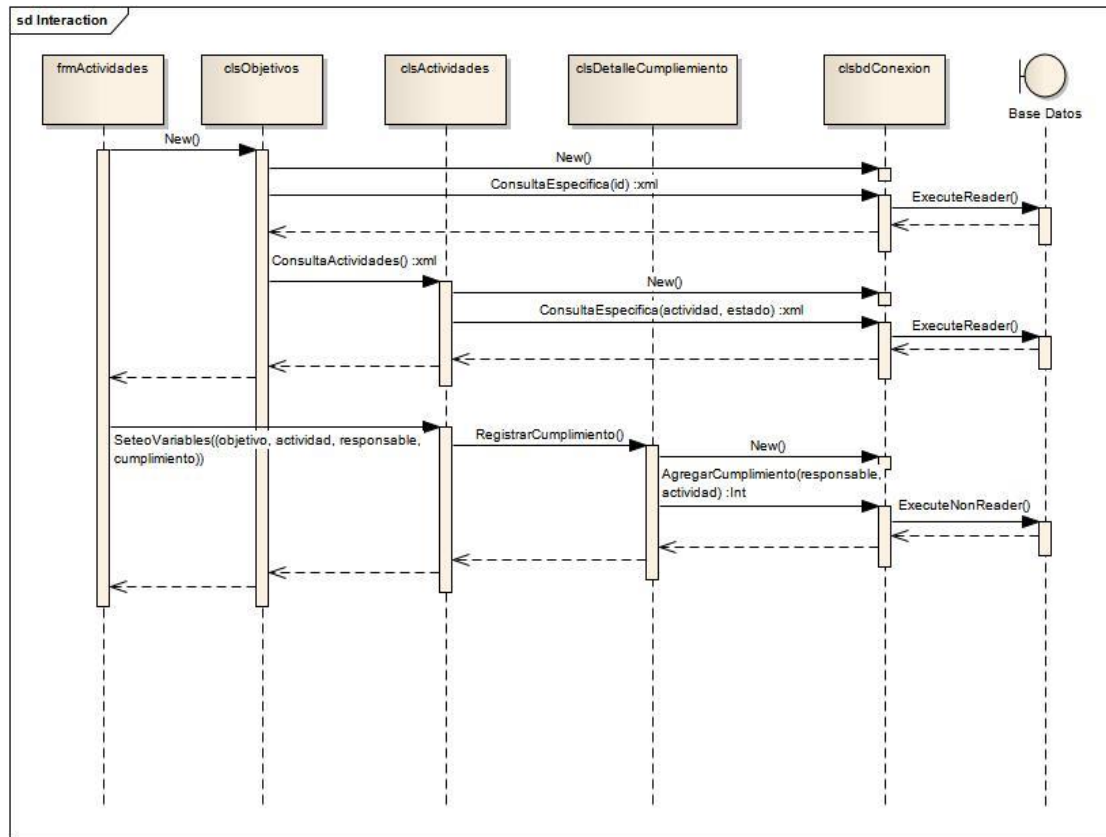 sd Interaction
frmActividades
clsObjetivos
clsActividades
clsDetalleCumpliemiento
clsbdConexion
Base Datos
New()
New()
ConsultaEspecifica(id) :xml
ExecuteReader()
ConsultaActividades() :xml
New()
ConsultaEspecifica(actividad, estado) :xml
ExecuteReader()
SeteoVariables((objetivo, actividad, responsable,
cumplimiento))
RegistrarCumplimiento()
New()
AgregarCumplimiento(responsable,
actividad) :Int
ExecuteNonReader()